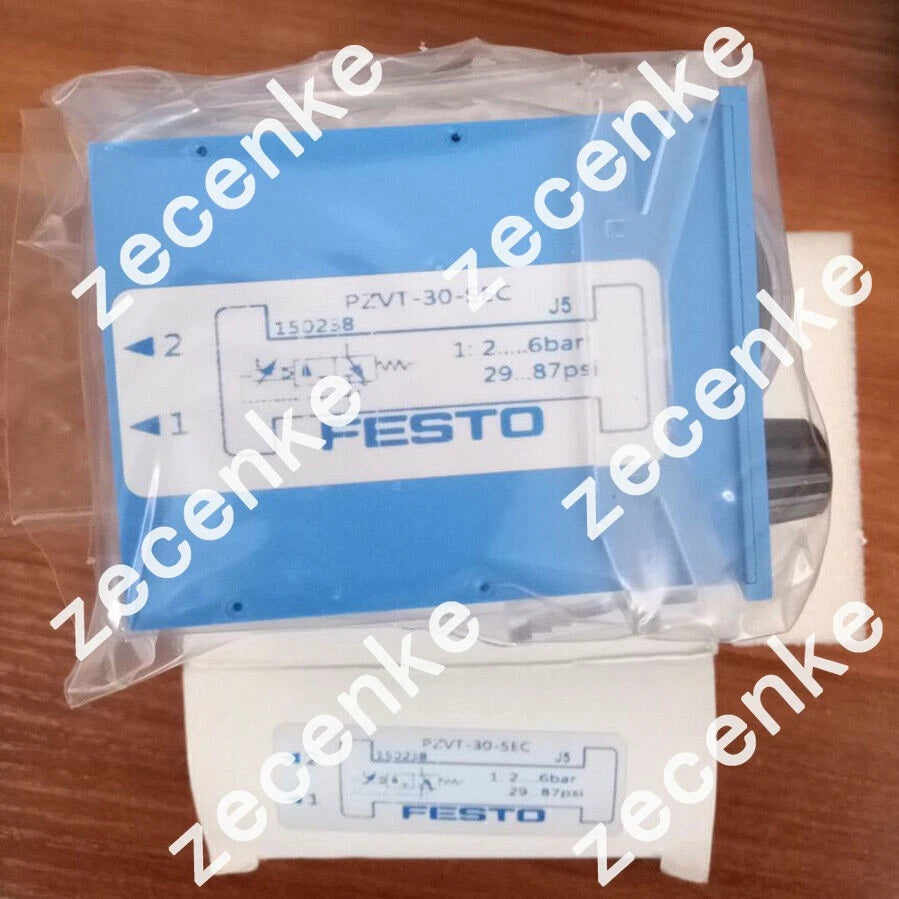 zecenke
zecenke
zecenke
PZVT-30-SEC
150238 J5
2
1: 2.....6bar
29...87psi
1
FESTO
zecenke
zecenke
zecenke
zecenke
PZVT-30-SEC
150238 J5
1 2....6bar
29...87psi
1
FESTO
zecenke
zecenke